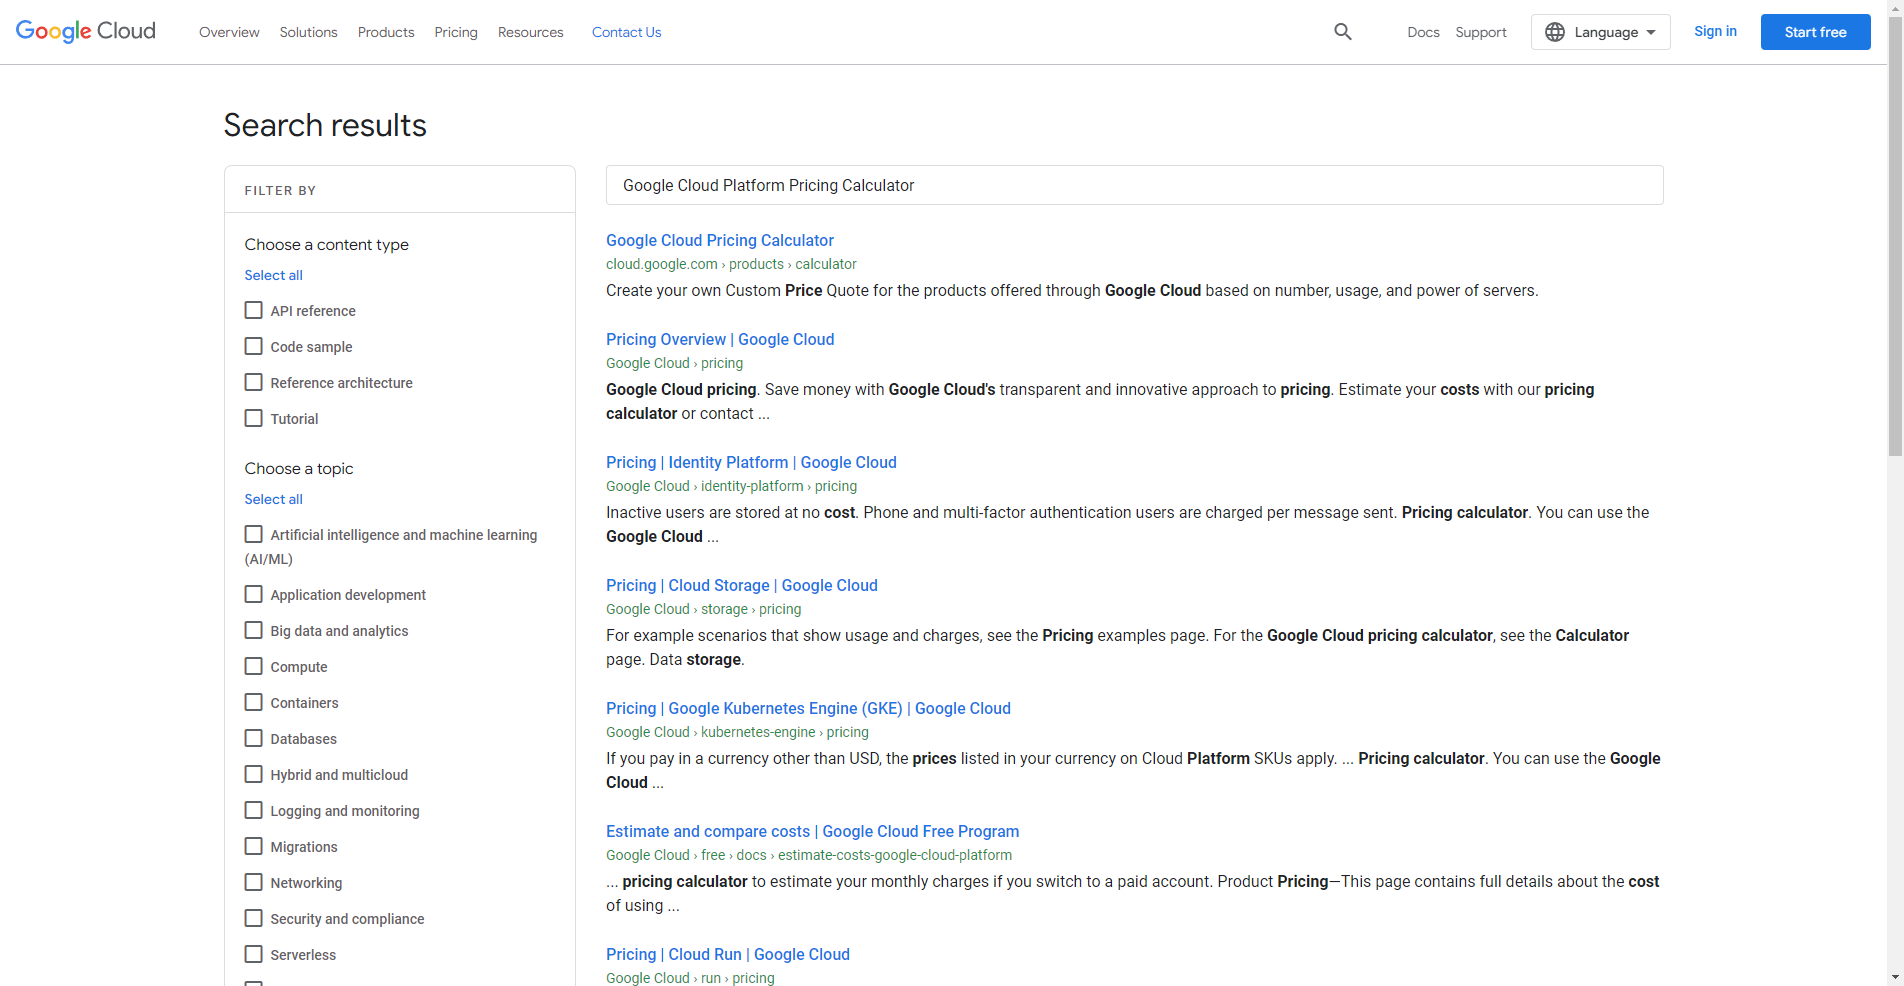 Google Cloud
Overview
Solutions
Products
Pricing
Resources
Contact Us
Docs
Support
Language
Sign in
Start free
Search results
FILTER BY
Choose a content type
Select all
API reference
Code sample
Reference architecture
Tutorial
Choose a topic
Select all
Artificial intelligence and machine learning
(AI/ML)
Application development
Big data and analytics
Compute
Containers
Databases
Hybrid and multicloud
Logging and monitoring
Migrations
Networking
Security and compliance
Serverless
Google Cloud Platform Pricing Calculator
Google Cloud Pricing Calculator
cloud.google.com › products › calculator
Create your own Custom Price Quote for the products offered through Google Cloud based on number, usage, and power of servers.
Pricing Overview | Google Cloud
Google Cloud › pricing
Google Cloud pricing. Save money with Google Cloud's transparent and innovative approach to pricing. Estimate your costs with our pricing
calculator or contact ...
Pricing | Identity Platform | Google Cloud
Google Cloud › identity-platform › pricing
Inactive users are stored at no cost. Phone and multi-factor authentication users are charged per message sent. Pricing calculator. You can use the
Google Cloud ...
Pricing | Cloud Storage | Google Cloud
Google Cloud › storage › pricing
For example scenarios that show usage and charges, see the Pricing examples page. For the Google Cloud pricing calculator, see the Calculator
page. Data storage.
Pricing | Google Kubernetes Engine (GKE) | Google Cloud
Google Cloud › kubernetes-engine › pricing
If you pay in a currency other than USD, the prices listed in your currency on Cloud Platform SKUs apply. ... Pricing calculator. You can use the Google
Cloud ...
Estimate and compare costs | Google Cloud Free Program
Google Cloud › free › docs › estimate-costs-google-cloud-platform
... pricing calculator to estimate your monthly charges if you switch to a paid account. Product Pricing—This page contains full details about the cost
of using ...
Pricing | Cloud Run | Google Cloud
Google Cloud › run › pricing